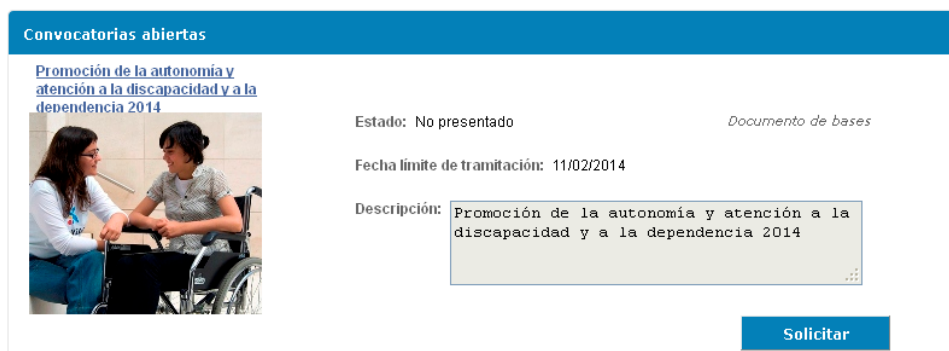 Convocatorias abiertas
Promoción de la autonomía y
atención a la discapacidad y a la
dependencia 2014
Estado: No presentado
Documento de bases
Fecha límite de tramitación: 11/02/2014
Descripción:
Promoción de la autonomía y atención a la
discapacidad y a la dependencia 2014
Solicitar